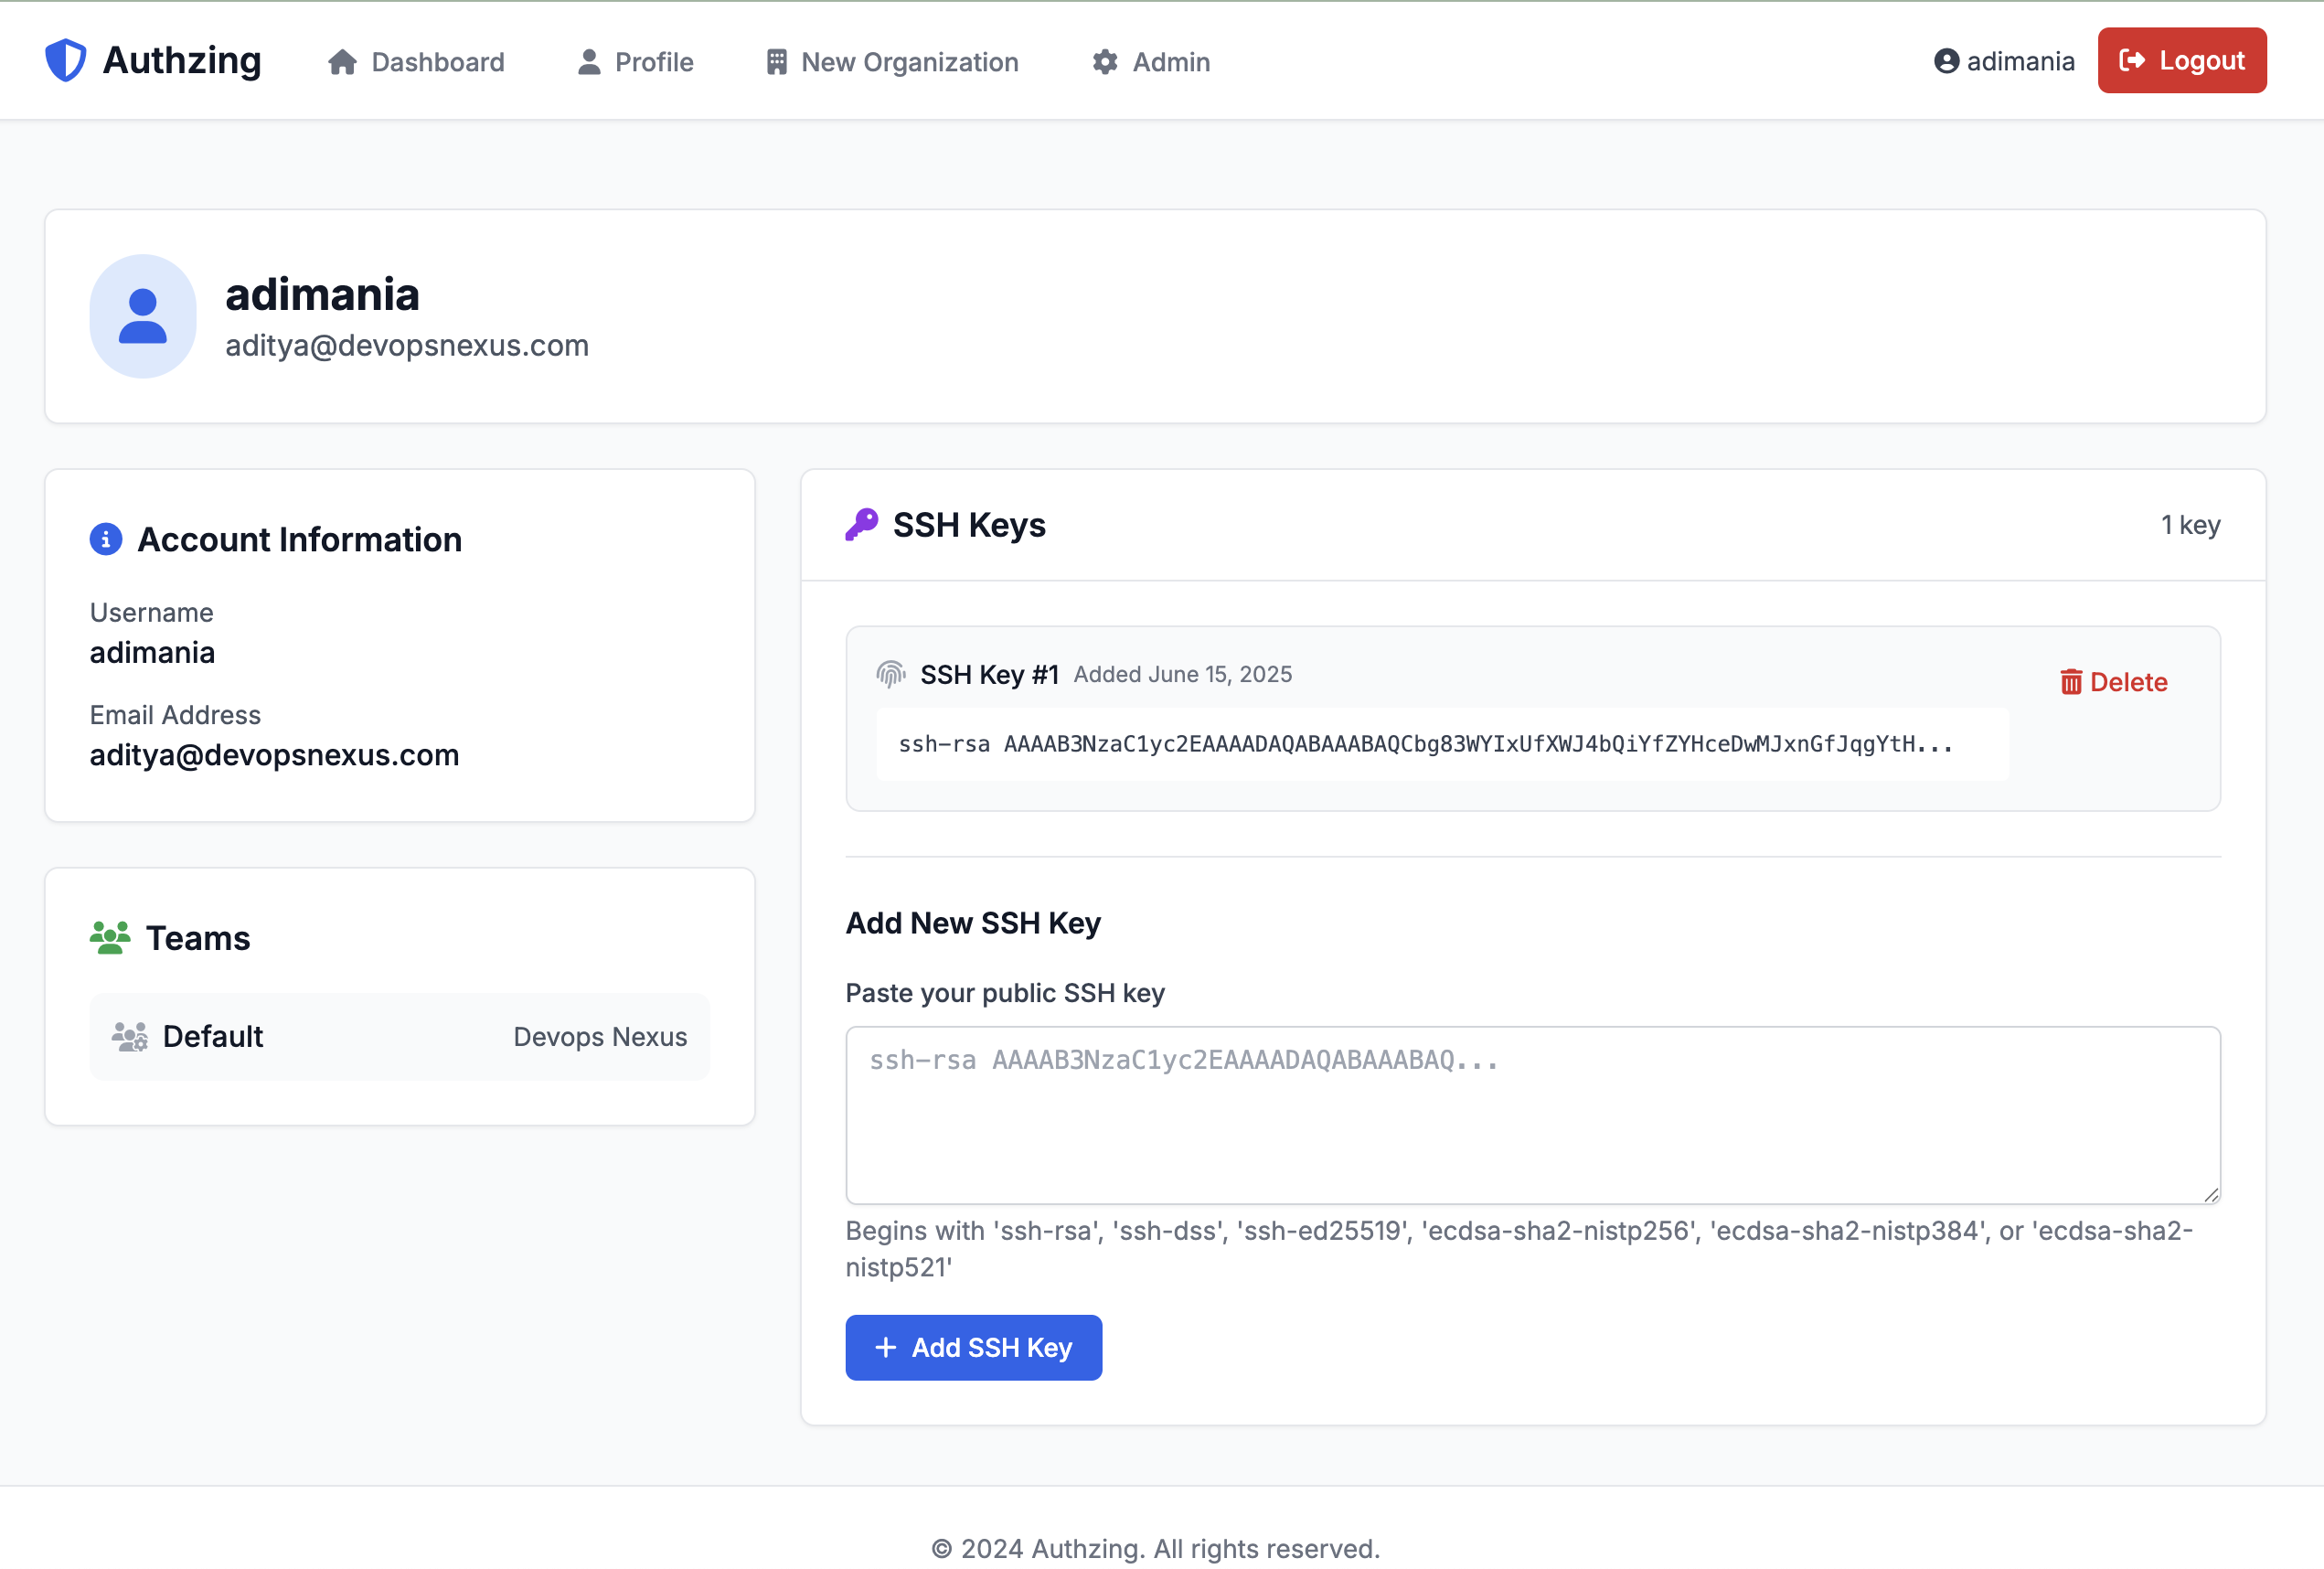 Authzing
Dashboard
Profile
New Organization
Admin
adimania
Logout
adimania
aditya@devopsnexus.com
Account Information
Username
adimania
Email Address
aditya@devopsnexus.com
Teams
Default
Devops Nexus
SSH Keys
1 key
SSH Key #1 Added June 15, 2025
Delete
ssh-rsa AAAAB3NzaC1yc2EAAAADAQABAAABAQCbg83WYIxUfXWJ4bQiYfZYHceDwMJxnGfJqgYtH...
Add New SSH Key
Paste your public SSH key
ssh-rsa AAAAB3NzaC1yc2EAAAADAQABAAABAQ...
Begins with 'ssh-rsa', 'ssh-dss', 'ssh-ed25519', 'ecdsa-sha2-nistp256', 'ecdsa-sha2-nistp384', or 'ecdsa-sha2-
nistp521'
+ Add SSH Key
© 2024 Authzing. All rights reserved.